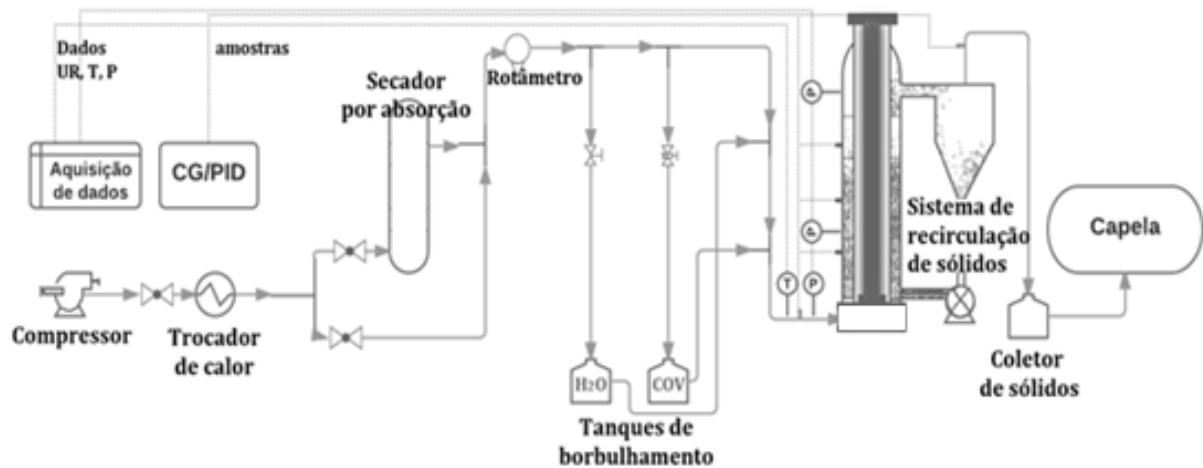 Dados
UR, T, P
amostras
Aquisição
de dados
CG/PID
Secador
por absorção
Rotâmetro
Compressor
Trocador
de calor
H₂O
COV
Tanques de
borbulhamento
T
P
P
P
Sistema de
recirculação
de sólidos
Coletor
de sólidos
Capela